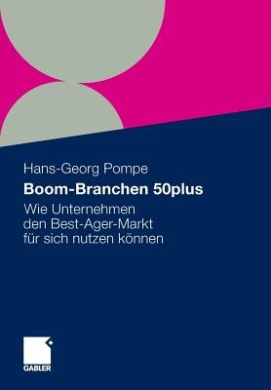 Hans-Georg Pompe
Boom-Branchen 50plus
Wie Unternehmen
den Best-Ager-Markt
für sich nutzen können
GABLER